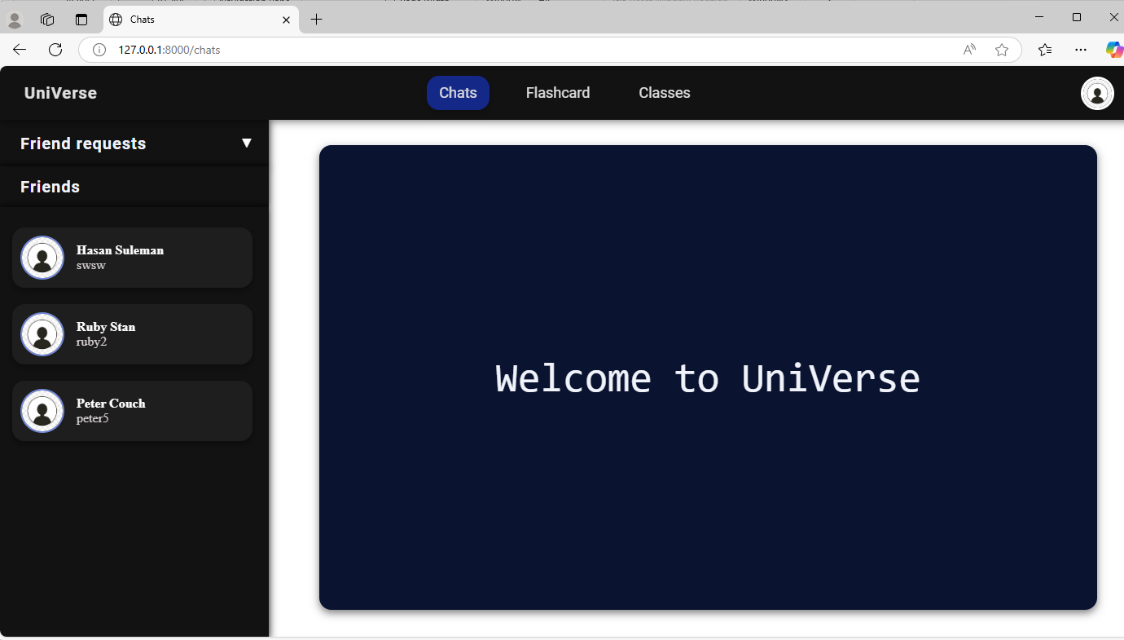 Chats
127.0.0.1:8000/chats
UniVerse
Chats
Flashcard
Classes
Friend requests ▼
Friends
Hasan Suleman
swsw
Ruby Stan
ruby2
Peter Couch
peter5
Welcome to UniVerse